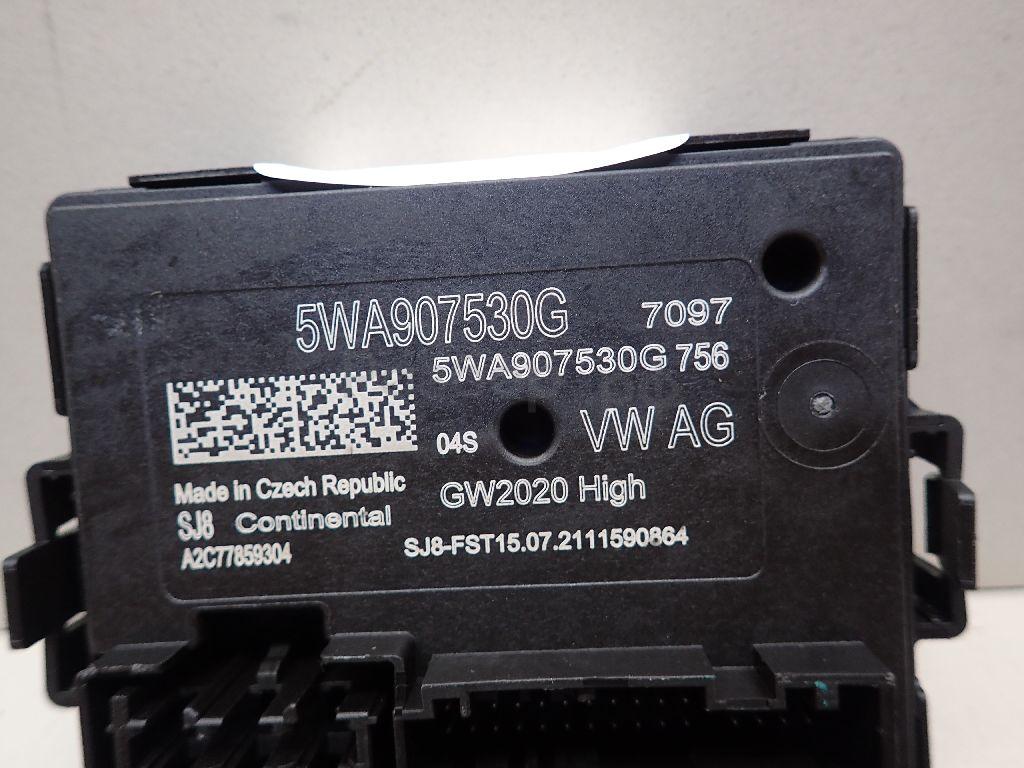 5WA907530G 7097
5WA907530G 756
04S VW AG
Made in Czech Republic
GW2020 High
SJ8 Continental
A2C77859304
SJ8-FST15.07.2111590864